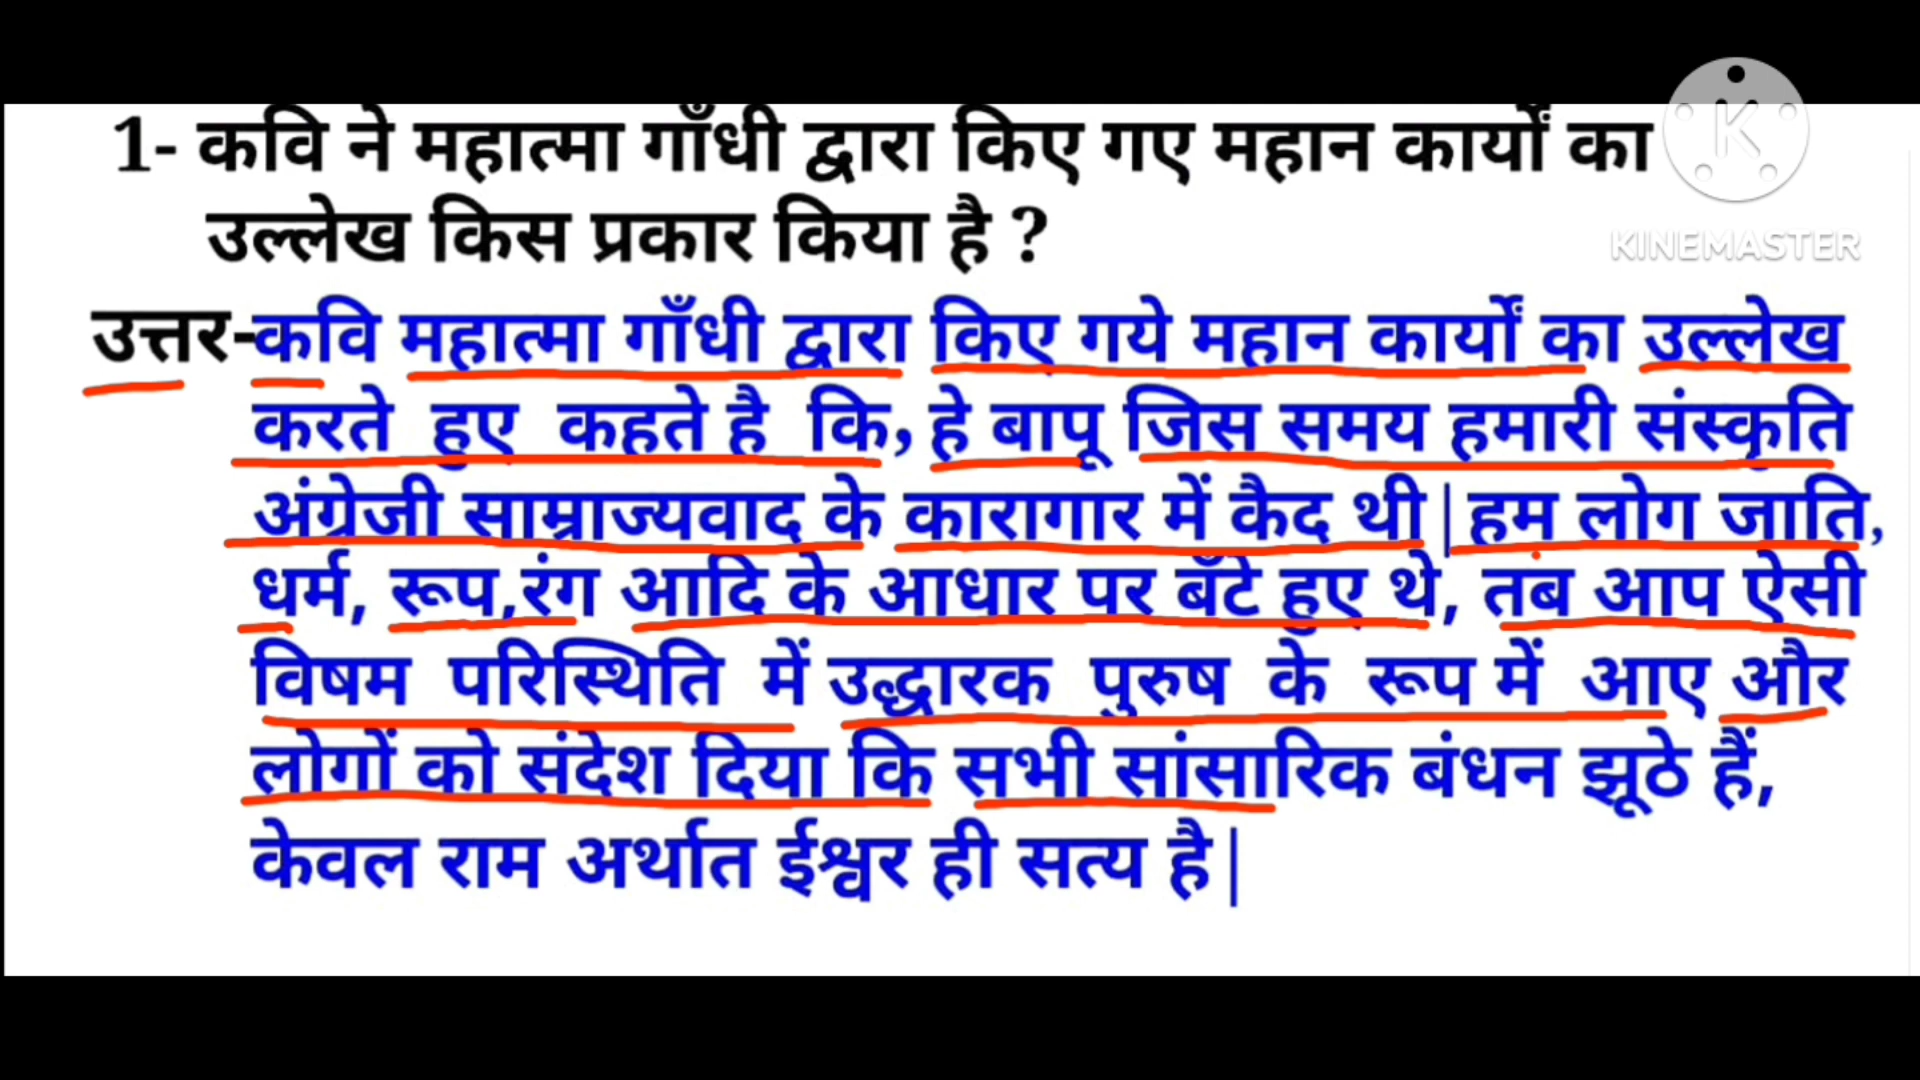 1- कवि ने महात्मा गाँधी द्वारा किए गए महान कार्यों का
उल्लेख किस प्रकार किया है ?
उत्तर-कवि महात्मा गाँधी द्वारा किए गये महान कार्यों का उल्लेख
करते हुए कहते है कि, हे बापू जिस समय हमारी संस्कृति
अंग्रेजी साम्राज्यवाद के कारागार में कैद थी| हम लोग जाति,
धर्म, रूप,रंग आदि के आधार पर बँटे हुए थे, तब आप ऐसी
विषम परिस्थिति में उद्धारक पुरुष के रूप में आए और
लोगों को संदेश दिया कि सभी सांसारिक बंधन झूठे हैं,
केवल राम अर्थात ईश्वर ही सत्य है|
K
KINEMASTER